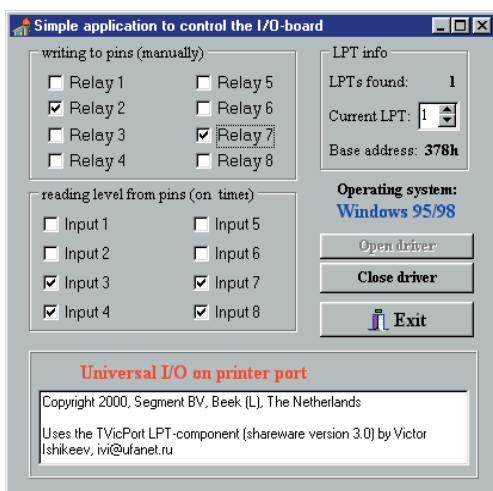 Simple application to control the I/O-board
writing to pins (manually)
Relay 1
Relay 5
Relay 2
Relay 6
Relay 3
Relay 7
Relay 4
Relay 8
LPT info
LPTs found: 1
Current LPT: 1
Base address: 378h
reading level from pins (on timer)
Input 1
Input 5
Input 2
Input 6
Input 3
Input 7
Input 4
Input 8
Operating system:
Windows 95/98
Open driver
Close driver
Exit
Universal I/O on printer port
Copyright 2000, Segment BV, Beek (L), The Netherlands
Uses the TVicPort LPT-component (shareware version 3.0) by Victor
Ishikeev, ivi@ufanet.ru